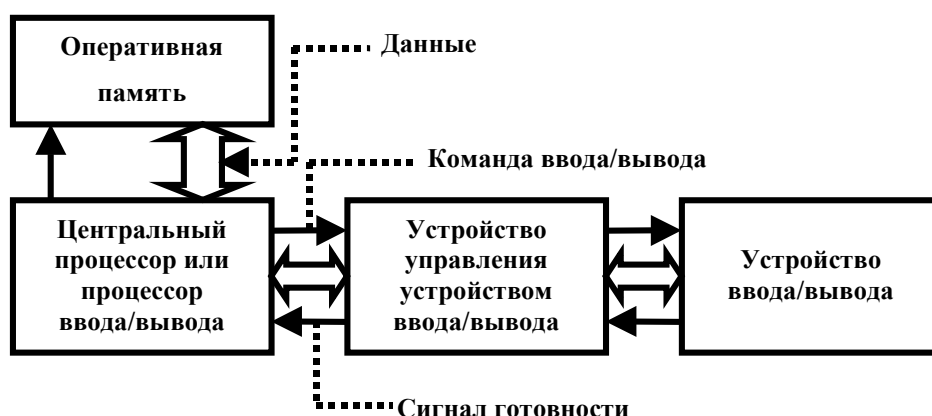 Оперативная
память
Данные
Команда ввода/вывода
Центральный
процессор или
процессор
ввода/вывода
Устройство
управления
устройством
ввода/вывода
Устройство
ввода/вывода
Сигнал готовности